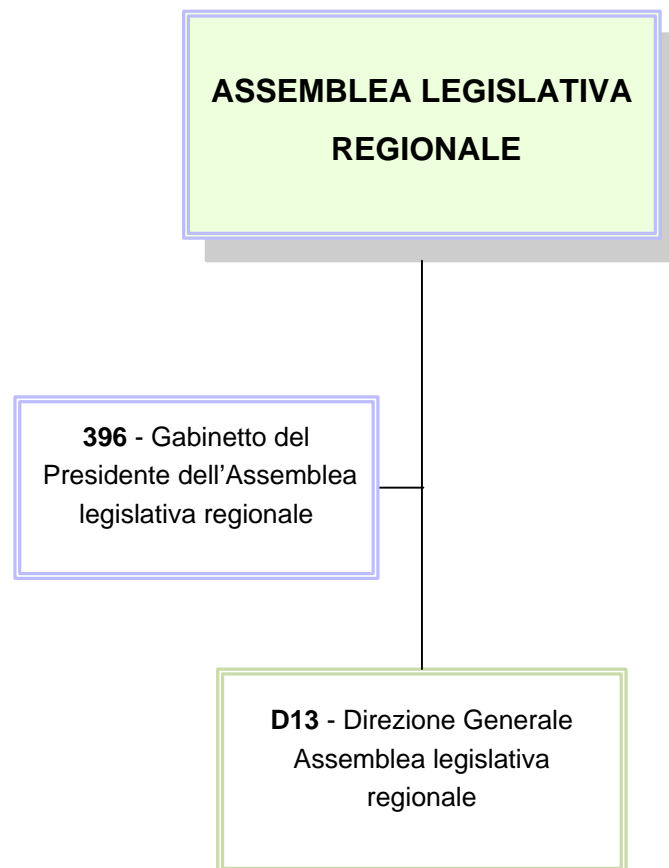 ASSEMBLEA LEGISLATIVA
REGIONALE
396 - Gabinetto del
Presidente dell’Assemblea
legislativa regionale
D13 - Direzione Generale
Assemblea legislativa
regionale